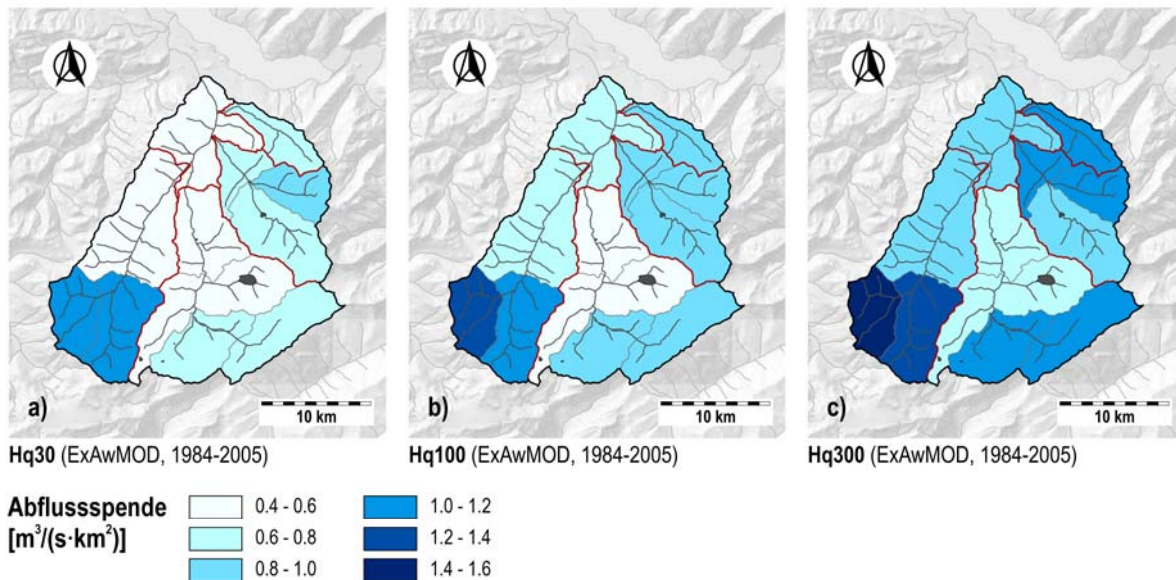 a)
10 km
b)
10 km
c)
10 km
Hq30 (ExAwMOD, 1984-2005)
Hq100 (ExAwMOD, 1984-2005)
Hq300 (ExAwMOD, 1984-2005)
Abflussspende
[m³/(s·km²)]
0.4 - 0.6
0.6 - 0.8
0.8 - 1.0
1.0 - 1.2
1.2 - 1.4
1.4 - 1.6